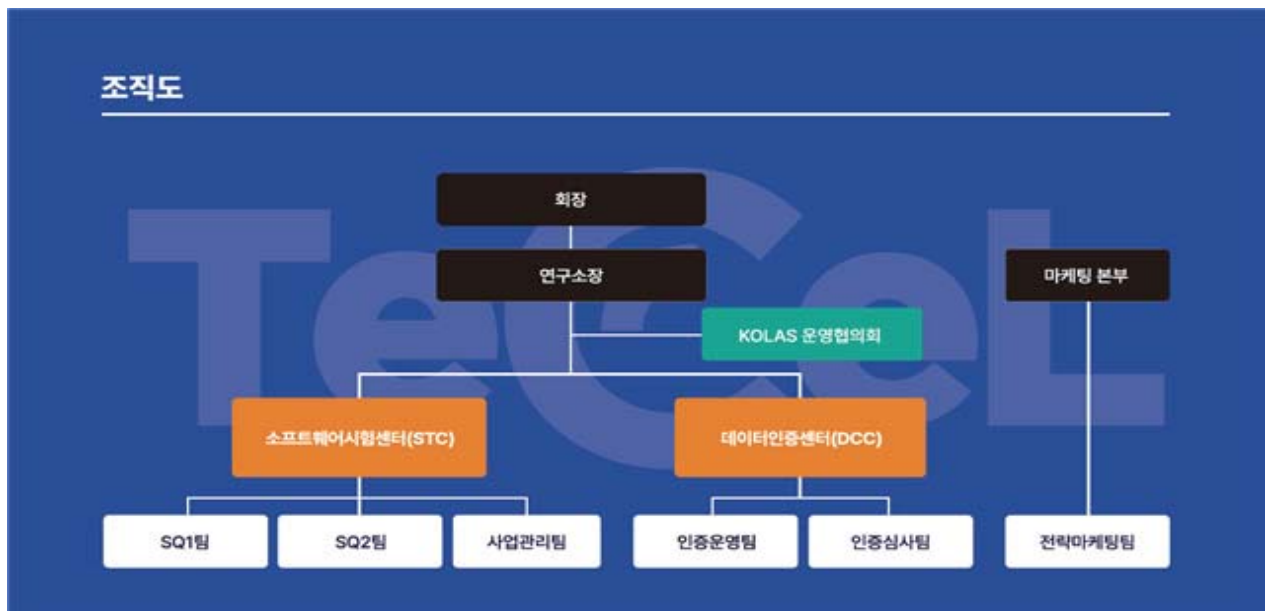 조직도
TeCeL
회장
연구소장
마케팅 본부
KOLAS 운영협의회
소프트웨어시험센터(STC)
데이터인증센터(DCC)
SQ1팀
SQ2팀
사업관리팀
인증운영팀
인증심사팀
전략마케팅팀